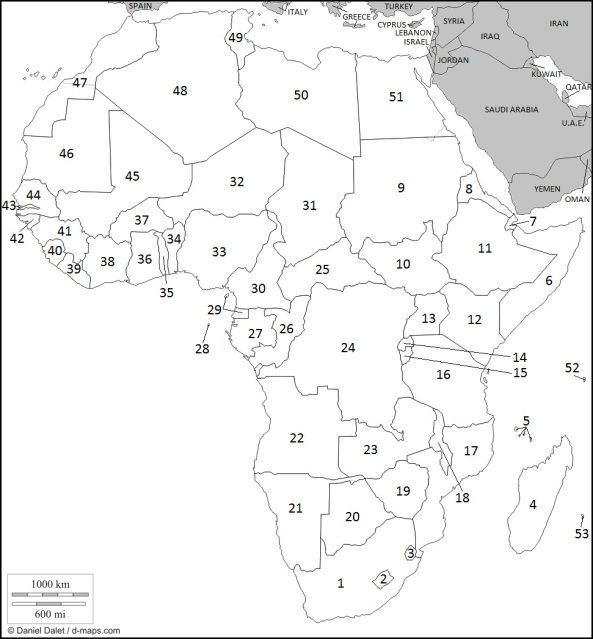 SPAIN
ITALY
GREECE
TURKEY
CYPRUS
LEBANON
ISRAEL
SYRIA
JORDAN
IRAQ
IRAN
KUWAIT
QATAR
SAUDI ARABIA
U.A.E.
YEMEN
OMAN
49
47
48
50
51
46
45
44
43
42
41
40
39
37
38
36
34
35
32
33
31
9
8
7
6
11
10
25
30
29
28
27
26
24
13
12
14
15
16
52
5
17
18
22
23
19
20
21
4
53
3
2
1
1000 km
600 mi
© Daniel Dalet / d-maps.com